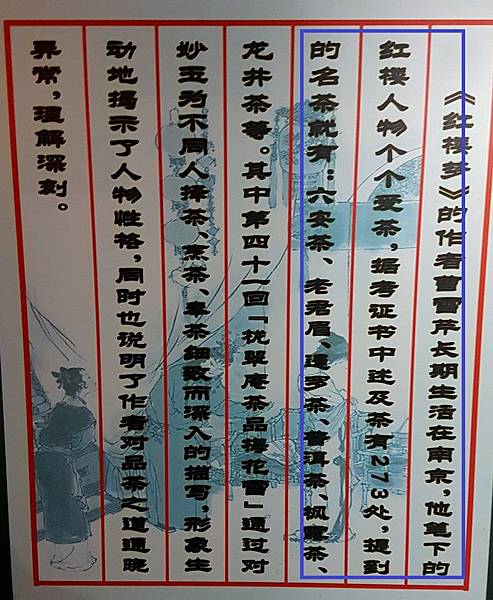 《红楼梦》的作者曹雪芹长期生活在南京，他笔下的
红楼人物个个爱茶，据考证书中述及茶有273处，提到
的名茶就有：六安茶、老君眉、暹罗茶、普洱茶、枫露茶、
龙井茶等。其中第四十一回「栊翠庵茶品梅花雪」通过对
妙玉为不同人择茶、烹茶、奉茶细致而深入的描写，形象生
动地揭示了人物性格，同时也说明了作者对品茶之道通晓
异常，理解深刻。